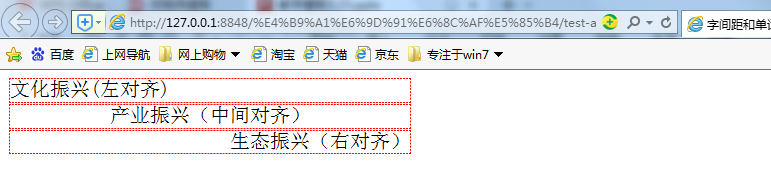 http://127.0.0.1:8848/%E4%B9%A1%E6%9D%91%E6%8C%AF%E5%85%B4/test-a
字间距和单词
百度 上网导航 网上购物 淘宝 天猫 京东 专注于win7
文化振兴(左对齐)
产业振兴（中间对齐）
生态振兴（右对齐）